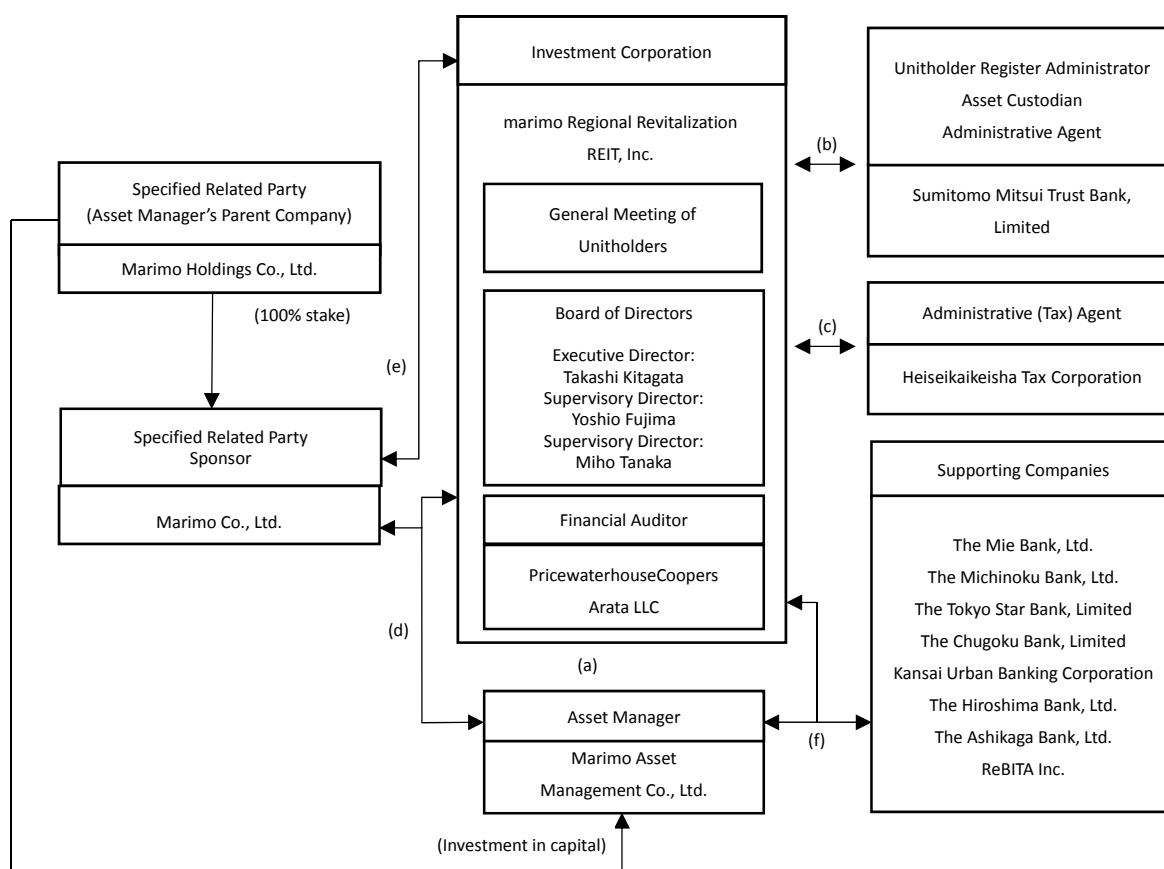 Investment Corporation
marimo Regional Revitalization
REIT, Inc.
General Meeting of
Unitholders
Board of Directors
Executive Director:
Takashi Kitagata
Supervisory Director:
Yoshio Fujima
Supervisory Director:
Miho Tanaka
Financial Auditor
PricewaterhouseCoopers
Arata LLC
Specified Related Party
(Asset Manager’s Parent Company)
Marimo Holdings Co., Ltd.
(100% stake)
Specified Related Party
Sponsor
Marimo Co., Ltd.
(e)
(d)
(a)
Asset Manager
Marimo Asset
Management Co., Ltd.
(Investment in capital)
(b)
Unitholder Register Administrator
Asset Custodian
Administrative Agent
Sumitomo Mitsui Trust Bank,
Limited
(c)
Administrative (Tax) Agent
Heiseikaikeisha Tax Corporation
Supporting Companies
The Mie Bank, Ltd.
The Michinoku Bank, Ltd.
The Tokyo Star Bank, Limited
The Chugoku Bank, Limited
Kansai Urban Banking Corporation
The Hiroshima Bank, Ltd.
The Ashikaga Bank, Ltd.
ReBITA Inc.
(f)